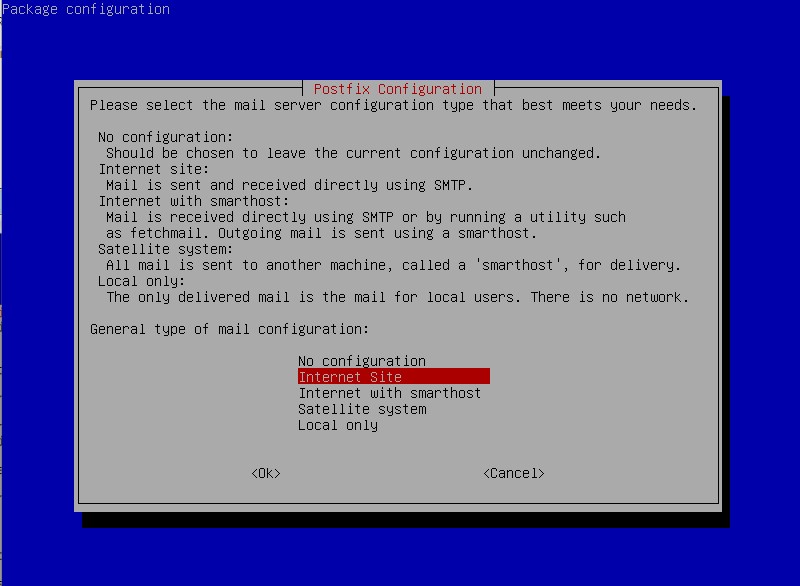 Package configuration
Postfix Configuration
Please select the mail server configuration type that best meets your needs.
No configuration:
Should be chosen to leave the current configuration unchanged.
Internet site:
Mail is sent and received directly using SMTP.
Internet with smarthost:
Mail is received directly using SMTP or by running a utility such
as fetchmail. Outgoing mail is sent using a smarthost.
Satellite system:
All mail is sent to another machine, called a 'smarthost', for delivery.
Local only:
The only delivered mail is the mail for local users. There is no network.
General type of mail configuration:
No configuration
Internet Site
Internet with smarthost
Satellite system
Local only
<Ok> <Cancel>